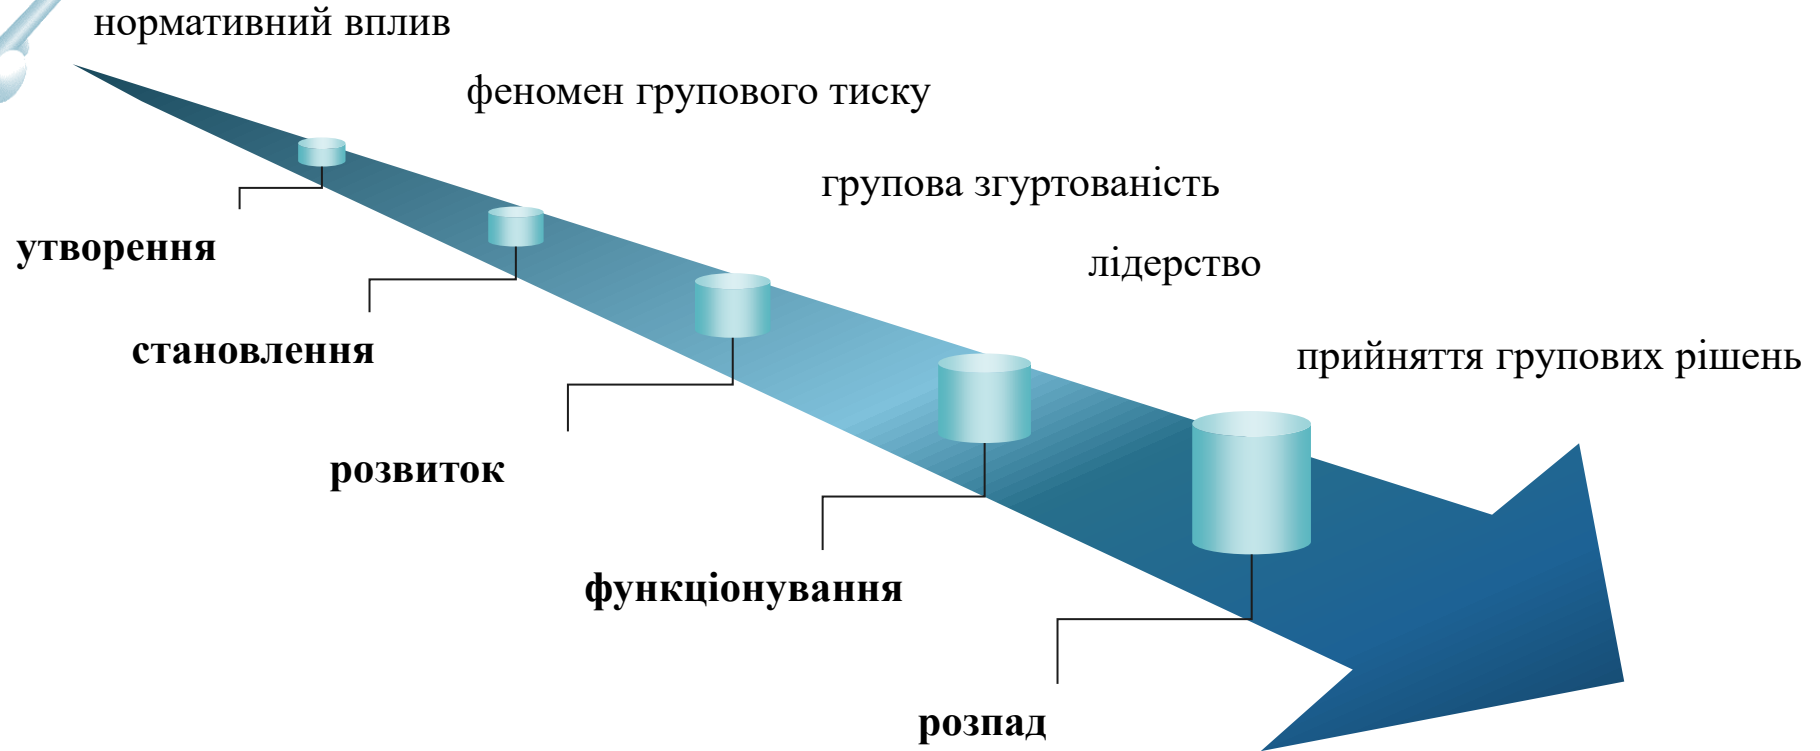 нормативний вплив
феномен групового тиску
групова згуртованість
утворення
лідерство
становлення
прийняття групових рішень
розвиток
функціонування
розпад